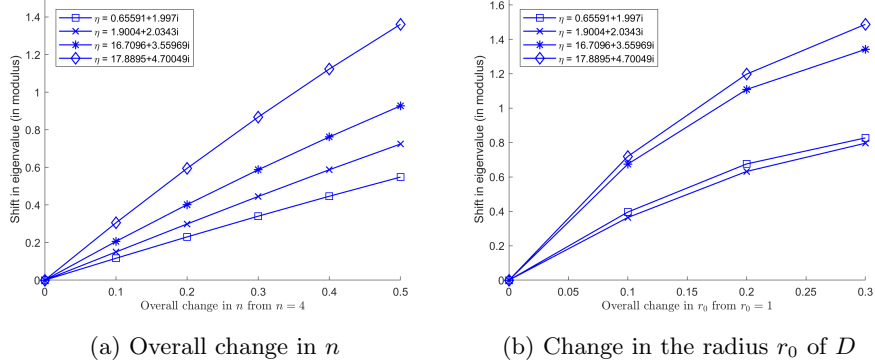 1.4
1.2
1
0.8
0.6
0.4
0.2
0
Shift in eigenvalue (in modulus)
η = 0.65591+1.997i
η = 1.9004+2.0343i
η = 16.7096+3.55969i
η = 17.8895+4.70049i
0 0.1 0.2 0.3 0.4 0.5
Overall change in n from n = 4
(a) Overall change in n
1.6
1.4
1.2
1
0.8
0.6
0.4
0.2
0
Shift in eigenvalue (in modulus)
η = 0.65591+1.997i
η = 1.9004+2.0343i
η = 16.7096+3.55969i
η = 17.8895+4.70049i
0 0.05 0.1 0.15 0.2 0.25 0.3
Overall change in r₀ from r₀ = 1
(b) Change in the radius r₀ of D